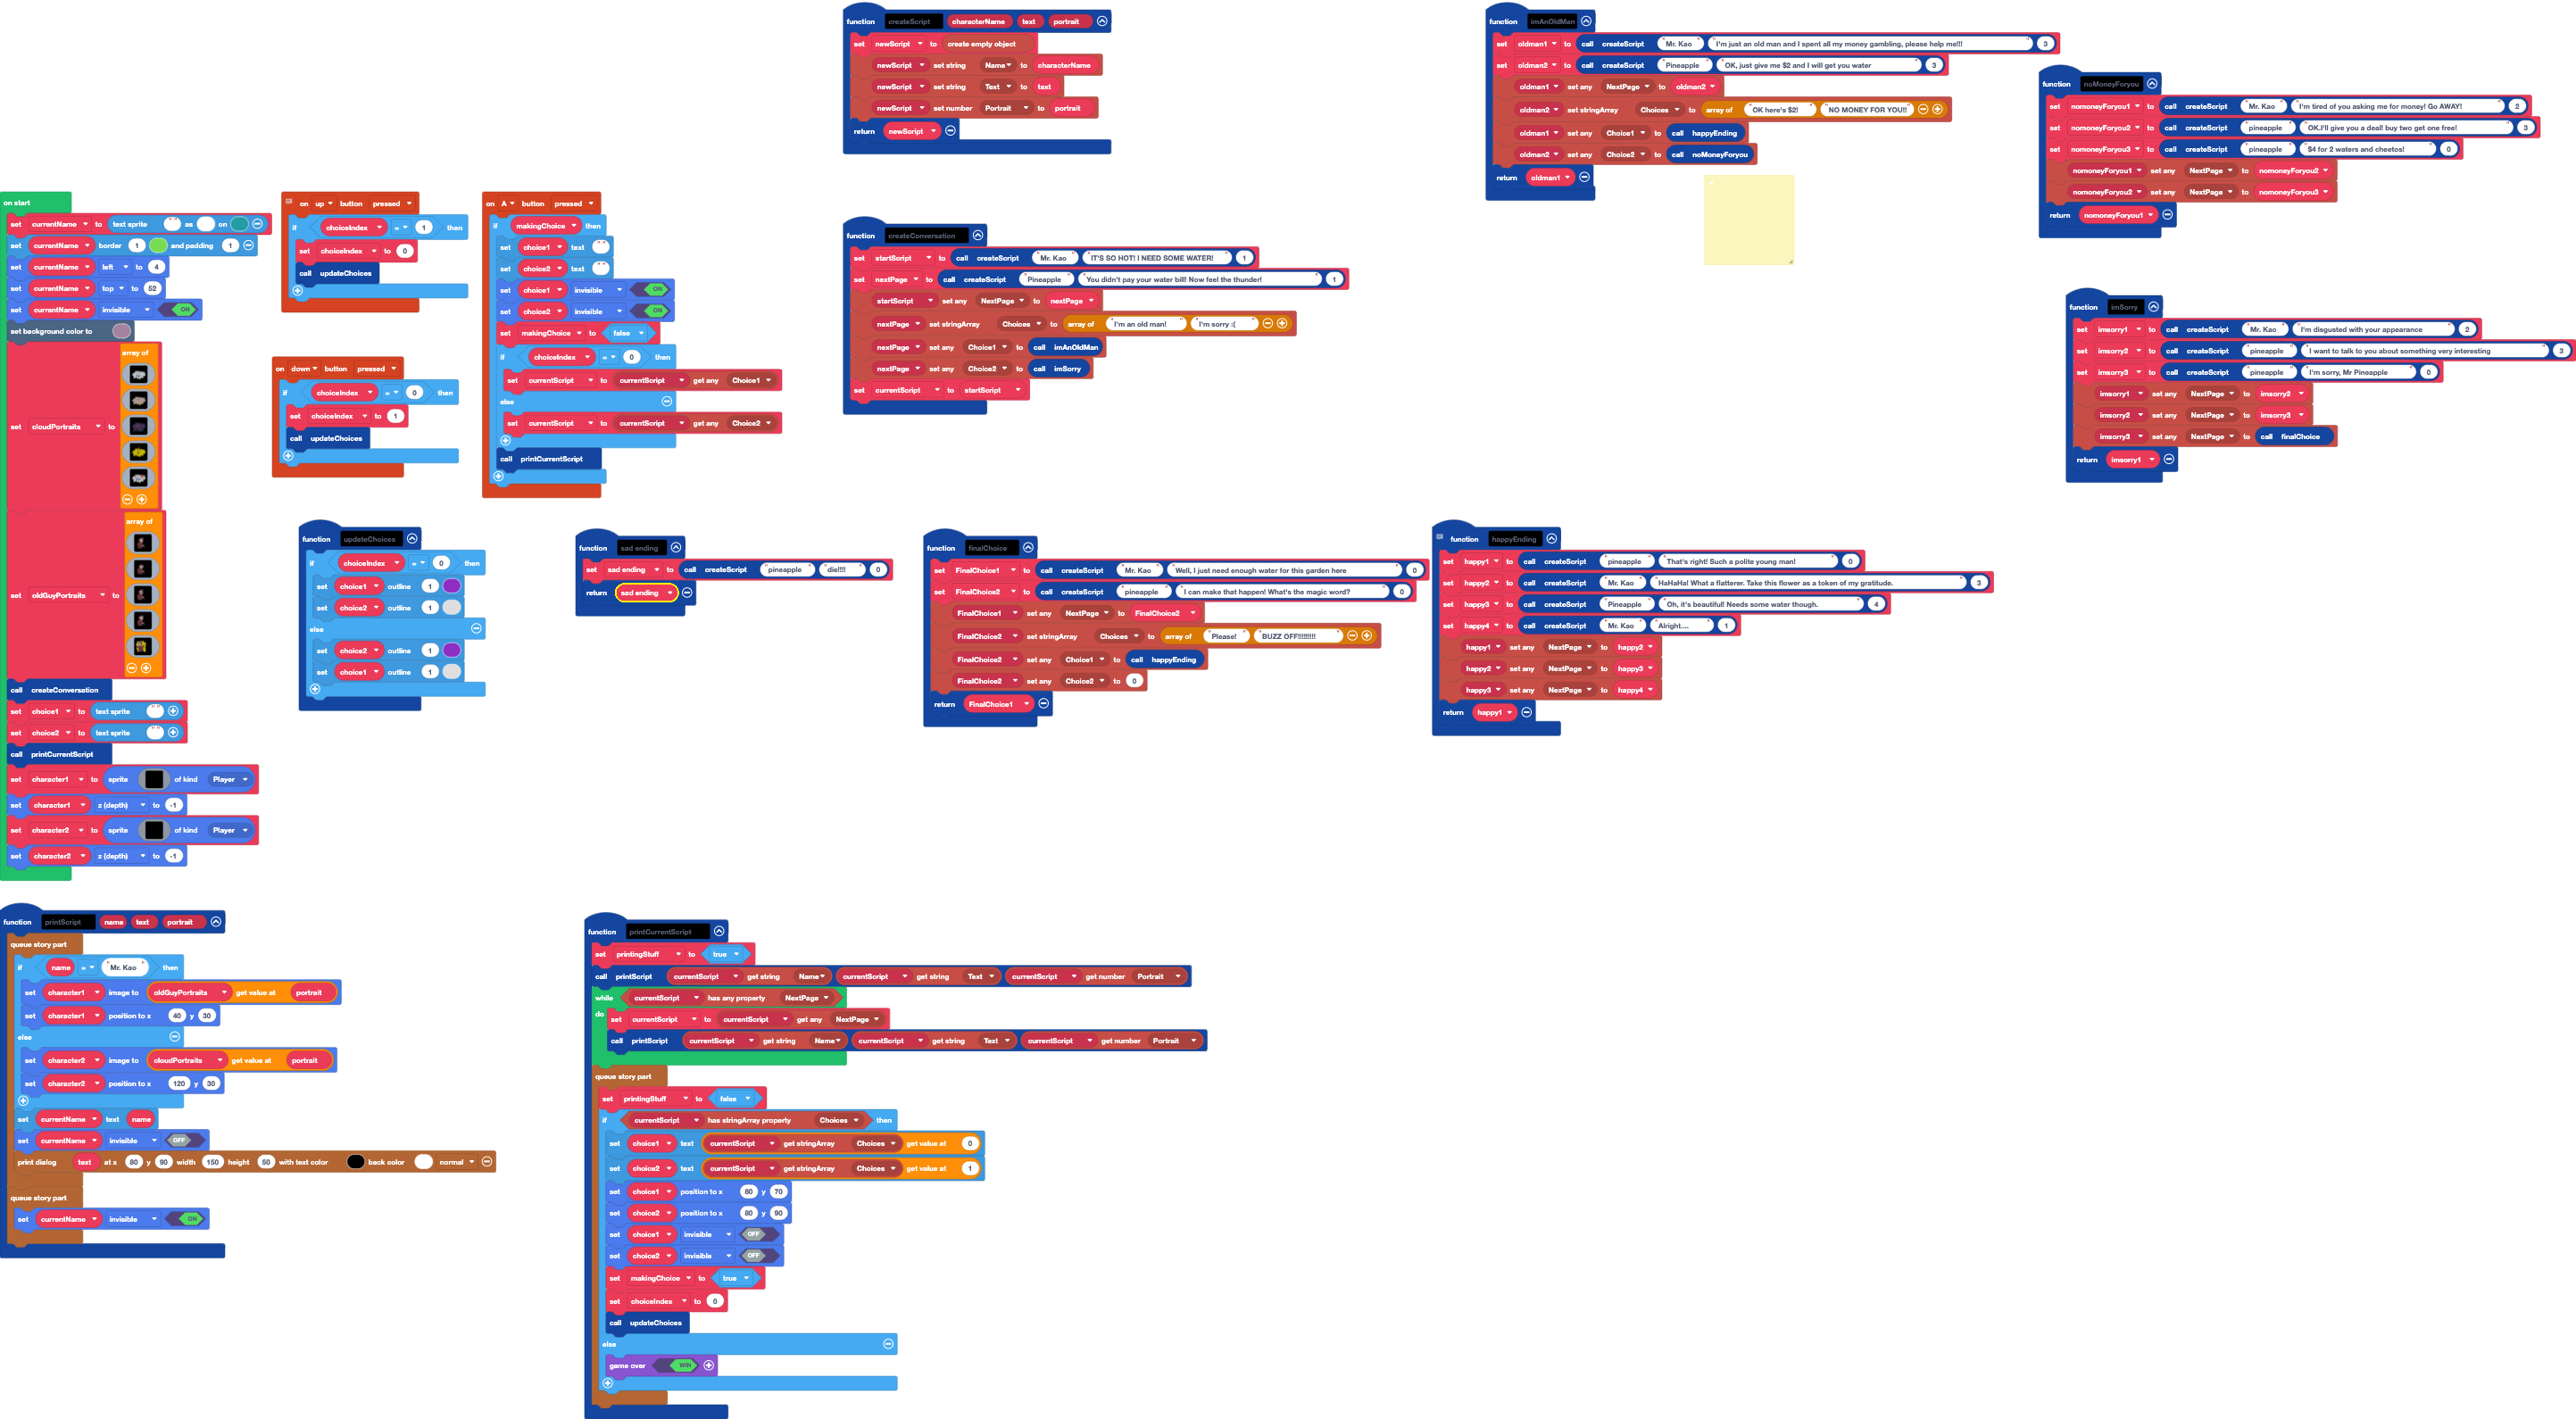 function createScript characterName text portrait
set newScript to create empty object
newScript set string Name to characterName
newScript set string Text to text
newScript set number Portrait to portrait
return newScript
function imAnOldMan
set oldman1 to call createScript "Mr. Kao" "I'm just an old man and I spent all my money gambling, please help me!!!" 3
set oldman2 to call createScript "Pineapple" "OK, just give me $2 and I will get you water" 3
oldman1 set any NextPage to oldman2
oldman2 set stringArray Choices to array of "OK here's $2!" "NO MONEY FOR YOU!!"
oldman1 set any Choice1 to call happyEnding
oldman2 set any Choice2 to call noMoneyForyou
return oldman1
function noMoneyForyou
set nomoneyForyou1 to call createScript "Mr. Kao" "I'm tired of you asking me for money! Go AWAY!" 2
set nomoneyForyou2 to call createScript "pineapple" "OK.I'll give you a deal! buy two get one free!" 3
set nomoneyForyou3 to call createScript "pineapple" "$4 for 2 waters and cheetos!" 0
nomoneyForyou1 set any NextPage to nomoneyForyou2
nomoneyForyou2 set any NextPage to nomoneyForyou3
return nomoneyForyou1
on start
set currentName to text sprite " " as on
set currentName border 1 and padding 1
set currentName left to 4
set currentName top to 52
set currentName invisible ON
set background color to
set cloudPortraits to array of
set oldGuyPortraits to array of
call createConversation
set choice1 to text sprite " "
set choice2 to text sprite " "
call printCurrentScript
set character1 to sprite of kind Player
set character1 z (depth) to -1
set character2 to sprite of kind Player
set character2 z (depth) to -1
on up button pressed
if choiceIndex = 1 then
set choiceIndex to 0
call updateChoices
on down button pressed
if choiceIndex = 0 then
set choiceIndex to 1
call updateChoices
on A button pressed
if makingChoice then
set choice1 text " "
set choice2 text " "
set choice1 invisible ON
set choice2 invisible ON
set makingChoice to false
if choiceIndex = 0 then
set currentScript to currentScript get any Choice1
else
set currentScript to currentScript get any Choice2
call printCurrentScript
function createConversation
set startScript to call createScript "Mr. Kao" "IT'S SO HOT! I NEED SOME WATER!" 1
set nextPage to call createScript "Pineapple" "You didn't pay your water bill! Now feel the thunder!" 1
startScript set any NextPage to nextPage
nextPage set stringArray Choices to array of "I'm an old man!" "I'm sorry :("
nextPage set any Choice1 to call imAnOldMan
nextPage set any Choice2 to call imSorry
set currentScript to startScript
function imSorry
set imsorry1 to call createScript "Mr. Kao" "I'm disgusted with your appearance" 2
set imsorry2 to call createScript "pineapple" "I want to talk to you about something very interesting" 3
set imsorry3 to call createScript "pineapple" "I'm sorry, Mr Pineapple" 0
imsorry1 set any NextPage to imsorry2
imsorry2 set any NextPage to imsorry3
imsorry3 set any NextPage to call finalChoice
return imsorry1
function updateChoices
if choiceIndex = 0 then
set choice1 outline 1
set choice2 outline 1
else
set choice2 outline 1
set choice1 outline 1
function sad ending
set sad ending to call createScript "pineapple" "die!!!!" 0
return sad ending
function finalChoice
set FinalChoice1 to call createScript "Mr. Kao" "Well, I just need enough water for this garden here" 0
set FinalChoice2 to call createScript "pineapple" "I can make that happen! What's the magic word?" 0
FinalChoice1 set any NextPage to FinalChoice2
FinalChoice2 set stringArray Choices to array of "Please!" "BUZZ OFF!!!!!!!!!"
FinalChoice2 set any Choice1 to call happyEnding
FinalChoice2 set any Choice2 to 0
return FinalChoice1
function happyEnding
set happy1 to call createScript "pineapple" "That's right! Such a polite young man!" 0
set happy2 to call createScript "Mr. Kao" "HaHaHa! What a flatterer. Take this flower as a token of my gratitude." 3
set happy3 to call createScript "Pineapple" "Oh, it's beautiful! Needs some water though." 4
set happy4 to call createScript "Mr. Kao" "Alright...." 1
happy1 set any NextPage to happy2
happy2 set any NextPage to happy3
happy3 set any NextPage to happy4
return happy1
function printScript name text portrait
queue story part
if name = "Mr. Kao" then
set character1 image to oldGuyPortraits get value at portrait
set character1 position to x 40 y 30
else
set character2 image to cloudPortraits get value at portrait
set character2 position to x 120 y 30
set currentName text name
set currentName invisible OFF
print dialog text at x 80 y 90 width 150 height 50 with text color back color normal
queue story part
set currentName invisible ON
function printCurrentScript
set printingStuff to true
call printScript currentScript get string Name currentScript get string Text currentScript get number Portrait
while currentScript has any property NextPage
do set currentScript to currentScript get any NextPage
call printScript currentScript get string Name currentScript get string Text currentScript get number Portrait
queue story part
set printingStuff to false
if currentScript has stringArray property Choices then
set choice1 text currentScript get stringArray Choices get value at 0
set choice2 text currentScript get stringArray Choices get value at 1
set choice1 position to x 80 y 70
set choice2 position to x 80 y 90
set choice1 invisible OFF
set choice2 invisible OFF
set makingChoice to true
set choiceIndex to 0
call updateChoices
else
game over WIN